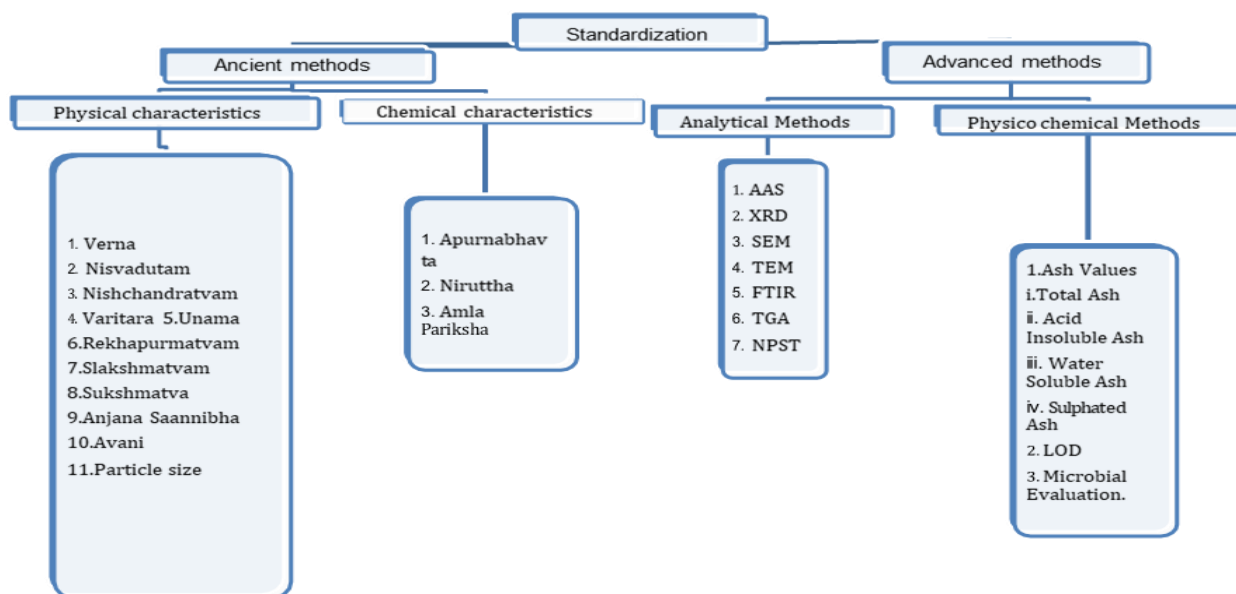 Standardization
Ancient methods
Advanced methods
Physical characteristics
Chemical characteristics
Analytical Methods
Physico chemical Methods
1. Verna
2. Nisvadutam
3. Nishchandratvam
4. Varitara 5.Unama
6.Rekhapurmatvam
7.Slakshmatvam
8.Sukshmatva
9.Anjana Saannibha
10.Avani
11.Particle size
1. Apurnabhav
ta
2. Niruttha
3. Amla
Pariksha
1. AAS
2. XRD
3. SEM
4. TEM
5. FTIR
6. TGA
7. NPST
1.Ash Values
i.Total Ash
ii. Acid
Insoluble Ash
iii. Water
Soluble Ash
iv. Sulphated
Ash
2. LOD
3. Microbial
Evaluation.